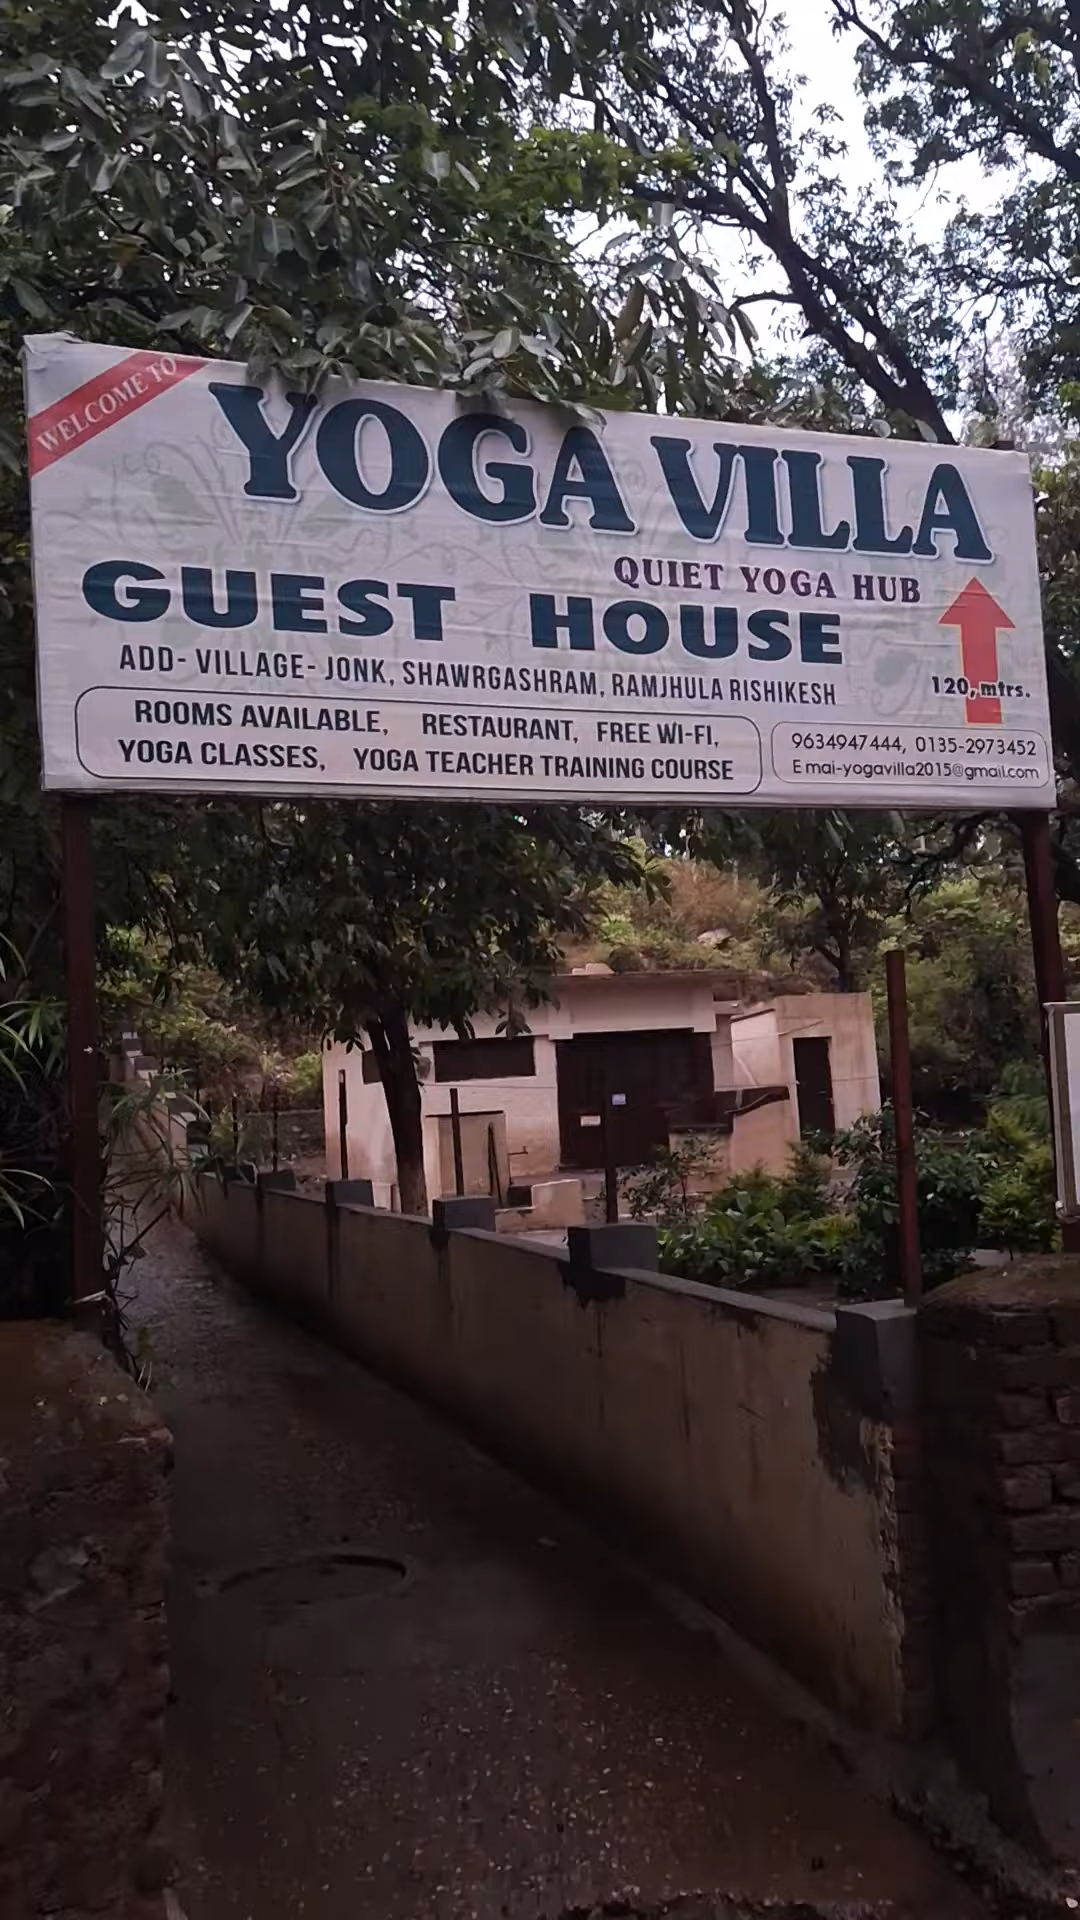 WELCOME TO
YOGA VILLA
QUIET YOGA HUB
GUEST HOUSE
ADD- VILLAGE- JONK, SHAWRGASHRAM, RAMJHULA RISHIKESH
120, mtrs.
ROOMS AVAILABLE, RESTAURANT, FREE WI-FI,
YOGA CLASSES, YOGA TEACHER TRAINING COURSE
9634947444, 0135-2973452
E mai-yogavilla2015@gmail.com